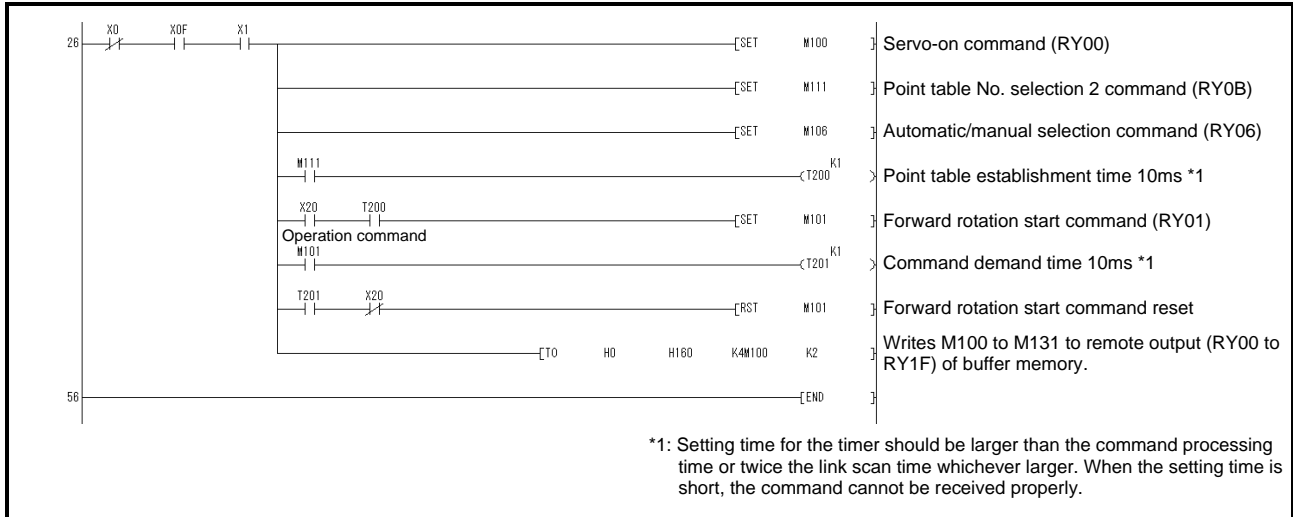 X0 X0F X1
26 [SET M100 ] Servo-on command (RY00)
[SET M111 ] Point table No. selection 2 command (RY0B)
[SET M106 ] Automatic/manual selection command (RY06)
M111 K1
(T200 ) Point table establishment time 10ms *1
X20 T200
[SET M101 ] Forward rotation start command (RY01)
Operation command
M101 K1
(T201 ) Command demand time 10ms *1
T201 X20
[RST M101 ] Forward rotation start command reset
[TO H0 H160 K4M100 K2 ] Writes M100 to M131 to remote output (RY00 to
RY1F) of buffer memory.
56 [END ]
*1: Setting time for the timer should be larger than the command processing
time or twice the link scan time whichever larger. When the setting time is
short, the command cannot be received properly.